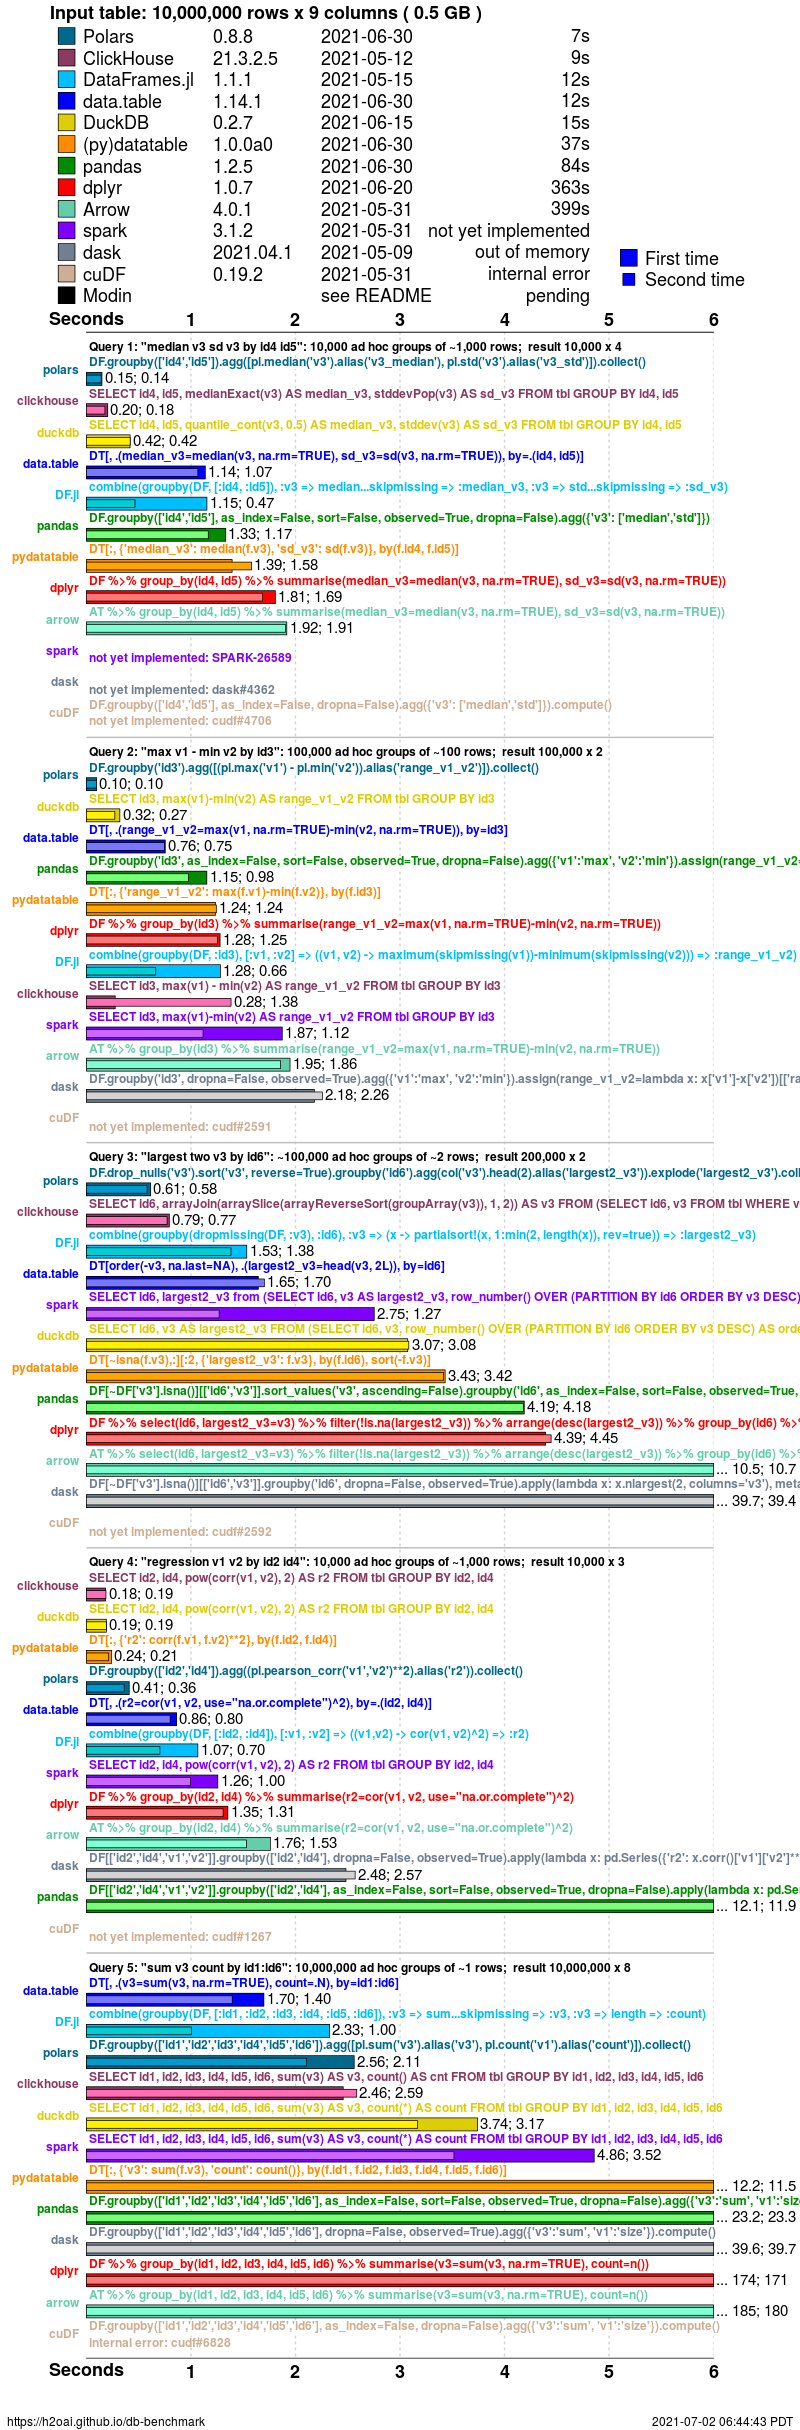 Input table: 10,000,000 rows x 9 columns ( 0.5 GB )
Polars 0.8.8 2021-06-30 7s
ClickHouse 21.3.2.5 2021-05-12 9s
DataFrames.jl 1.1.1 2021-05-15 12s
data.table 1.14.1 2021-06-30 12s
DuckDB 0.2.7 2021-06-15 15s
(py)datatable 1.0.0a0 2021-06-30 37s
pandas 1.2.5 2021-06-30 84s
dplyr 1.0.7 2021-06-20 363s
Arrow 4.0.1 2021-05-31 399s
spark 3.1.2 2021-05-31 not yet implemented
dask 2021.04.1 2021-05-09 out of memory
cuDF 0.19.2 2021-05-31 internal error
Modin see README pending
First time
Second time
Seconds 1 2 3 4 5 6
Query 1: "median v3 sd v3 by id4 id5": 10,000 ad hoc groups of ~1,000 rows; result 10,000 x 4
DF.groupby(['id4','id5']).agg([pl.median('v3').alias('v3_median'), pl.std('v3').alias('v3_std')]).collect()
polars 0.15; 0.14
SELECT id4, id5, medianExact(v3) AS median_v3, stddevPop(v3) AS sd_v3 FROM tbl GROUP BY id4, id5
clickhouse 0.20; 0.18
SELECT id4, id5, quantile_cont(v3, 0.5) AS median_v3, stddev(v3) AS sd_v3 FROM tbl GROUP BY id4, id5
duckdb 0.42; 0.42
DT[, .(median_v3=median(v3, na.rm=TRUE), sd_v3=sd(v3, na.rm=TRUE)), by=.(id4, id5)]
data.table 1.14; 1.07
combine(groupby(DF, [:id4, :id5]), :v3 => median...skipmissing => :median_v3, :v3 => std...skipmissing => :sd_v3)
DF.jl 1.15; 0.47
DF.groupby(['id4','id5'], as_index=False, sort=False, observed=True, dropna=False).agg({'v3': ['median','std']})
pandas 1.33; 1.17
DT[:, {'median_v3': median(f.v3), 'sd_v3': sd(f.v3)}, by(f.id4, f.id5)]
pydatatable 1.39; 1.58
DF %>% group_by(id4, id5) %>% summarise(median_v3=median(v3, na.rm=TRUE), sd_v3=sd(v3, na.rm=TRUE))
dplyr 1.81; 1.69
AT %>% group_by(id4, id5) %>% summarise(median_v3=median(v3, na.rm=TRUE), sd_v3=sd(v3, na.rm=TRUE))
arrow 1.92; 1.91
spark not yet implemented: SPARK-26589
dask not yet implemented: dask#4362
DF.groupby(['id4','id5'], as_index=False, dropna=False).agg({'v3': ['median','std']}).compute()
cuDF not yet implemented: cudf#4706
Query 2: "max v1 - min v2 by id3": 100,000 ad hoc groups of ~100 rows; result 100,000 x 2
DF.groupby('id3').agg([(pl.max('v1') - pl.min('v2')).alias('range_v1_v2')]).collect()
polars 0.10; 0.10
SELECT id3, max(v1)-min(v2) AS range_v1_v2 FROM tbl GROUP BY id3
duckdb 0.32; 0.27
DT[, .(range_v1_v2=max(v1, na.rm=TRUE)-min(v2, na.rm=TRUE)), by=id3]
data.table 0.76; 0.75
DF.groupby('id3', as_index=False, sort=False, observed=True, dropna=False).agg({'v1':'max', 'v2':'min'}).assign(range_v1_v2=
pandas 1.15; 0.98
DT[:, {'range_v1_v2': max(f.v1)-min(f.v2)}, by(f.id3)]
pydatatable 1.24; 1.24
DF %>% group_by(id3) %>% summarise(range_v1_v2=max(v1, na.rm=TRUE)-min(v2, na.rm=TRUE))
dplyr 1.28; 1.25
combine(groupby(DF, :id3), [:v1, :v2] => ((v1, v2) -> maximum(skipmissing(v1))-minimum(skipmissing(v2))) => :range_v1_v2)
DF.jl 1.28; 0.66
SELECT id3, max(v1) - min(v2) AS range_v1_v2 FROM tbl GROUP BY id3
clickhouse 0.28; 1.38
SELECT id3, max(v1)-min(v2) AS range_v1_v2 FROM tbl GROUP BY id3
spark 1.87; 1.12
AT %>% group_by(id3) %>% summarise(range_v1_v2=max(v1, na.rm=TRUE)-min(v2, na.rm=TRUE))
arrow 1.95; 1.86
DF.groupby('id3', dropna=False, observed=True).agg({'v1':'max', 'v2':'min'}).assign(range_v1_v2=lambda x: x['v1']-x['v2'])[['ra
dask 2.18; 2.26
cuDF not yet implemented: cudf#2591
Query 3: "largest two v3 by id6": ~100,000 ad hoc groups of ~2 rows; result 200,000 x 2
DF.drop_nulls('v3').sort('v3', reverse=True).groupby('id6').agg(col('v3').head(2).alias('largest2_v3')).explode('largest2_v3').coll
polars 0.61; 0.58
SELECT id6, arrayJoin(arraySlice(arrayReverseSort(groupArray(v3)), 1, 2)) AS v3 FROM (SELECT id6, v3 FROM tbl WHERE v
clickhouse 0.79; 0.77
combine(groupby(dropmissing(DF, :v3), :id6), :v3 => (x -> partialsort!(x, 1:min(2, length(x)), rev=true)) => :largest2_v3)
DF.jl 1.53; 1.38
DT[order(-v3, na.last=NA), .(largest2_v3=head(v3, 2L)), by=id6]
data.table 1.65; 1.70
SELECT id6, largest2_v3 from (SELECT id6, v3 AS largest2_v3, row_number() OVER (PARTITION BY id6 ORDER BY v3 DESC)
spark 2.75; 1.27
SELECT id6, v3 AS largest2_v3 FROM (SELECT id6, v3, row_number() OVER (PARTITION BY id6 ORDER BY v3 DESC) AS orde
duckdb 3.07; 3.08
DT[~isna(f.v3),:][:2, {'largest2_v3': f.v3}, by(f.id6), sort(-f.v3)]
pydatatable 3.43; 3.42
DF[~DF['v3'].isna()][['id6','v3']].sort_values('v3', ascending=False).groupby('id6', as_index=False, sort=False, observed=True,
pandas 4.19; 4.18
DF %>% select(id6, largest2_v3=v3) %>% filter(!is.na(largest2_v3)) %>% arrange(desc(largest2_v3)) %>% group_by(id6) %>%
dplyr 4.39; 4.45
AT %>% select(id6, largest2_v3=v3) %>% filter(!is.na(largest2_v3)) %>% arrange(desc(largest2_v3)) %>% group_by(id6) %>%
arrow ... 10.5; 10.7
DF[~DF['v3'].isna()][['id6','v3']].groupby('id6', dropna=False, observed=True).apply(lambda x: x.nlargest(2, columns='v3'), meta
dask ... 39.7; 39.4
cuDF not yet implemented: cudf#2592
Query 4: "regression v1 v2 by id2 id4": 10,000 ad hoc groups of ~1,000 rows; result 10,000 x 3
SELECT id2, id4, pow(corr(v1, v2), 2) AS r2 FROM tbl GROUP BY id2, id4
clickhouse 0.18; 0.19
SELECT id2, id4, pow(corr(v1, v2), 2) AS r2 FROM tbl GROUP BY id2, id4
duckdb 0.19; 0.19
DT[:, {'r2': corr(f.v1, f.v2)**2}, by(f.id2, f.id4)]
pydatatable 0.24; 0.21
DF.groupby(['id2','id4']).agg((pl.pearson_corr('v1','v2')**2).alias('r2')).collect()
polars 0.41; 0.36
DT[, .(r2=cor(v1, v2, use="na.or.complete")^2), by=.(id2, id4)]
data.table 0.86; 0.80
combine(groupby(DF, [:id2, :id4]), [:v1, :v2] => ((v1,v2) -> cor(v1, v2)^2) => :r2)
DF.jl 1.07; 0.70
SELECT id2, id4, pow(corr(v1, v2), 2) AS r2 FROM tbl GROUP BY id2, id4
spark 1.26; 1.00
DF %>% group_by(id2, id4) %>% summarise(r2=cor(v1, v2, use="na.or.complete")^2)
dplyr 1.35; 1.31
AT %>% group_by(id2, id4) %>% summarise(r2=cor(v1, v2, use="na.or.complete")^2)
arrow 1.76; 1.53
DF[['id2','id4','v1','v2']].groupby(['id2','id4'], dropna=False, observed=True).apply(lambda x: pd.Series({'r2': x.corr()['v1']['v2']**
dask 2.48; 2.57
DF[['id2','id4','v1','v2']].groupby(['id2','id4'], as_index=False, sort=False, observed=True, dropna=False).apply(lambda x: pd.Se
pandas ... 12.1; 11.9
cuDF not yet implemented: cudf#1267
Query 5: "sum v3 count by id1:id6": 10,000,000 ad hoc groups of ~1 rows; result 10,000,000 x 8
DT[, .(v3=sum(v3, na.rm=TRUE), count=.N), by=id1:id6]
data.table 1.70; 1.40
combine(groupby(DF, [:id1, :id2, :id3, :id4, :id5, :id6]), :v3 => sum...skipmissing => :v3, :v3 => length => :count)
DF.jl 2.33; 1.00
DF.groupby(['id1','id2','id3','id4','id5','id6']).agg([pl.sum('v3').alias('v3'), pl.count('v1').alias('count')]).collect()
polars 2.56; 2.11
SELECT id1, id2, id3, id4, id5, id6, sum(v3) AS v3, count() AS cnt FROM tbl GROUP BY id1, id2, id3, id4, id5, id6
clickhouse 2.46; 2.59
SELECT id1, id2, id3, id4, id5, id6, sum(v3) AS v3, count(*) AS count FROM tbl GROUP BY id1, id2, id3, id4, id5, id6
duckdb 3.74; 3.17
SELECT id1, id2, id3, id4, id5, id6, sum(v3) AS v3, count(*) AS count FROM tbl GROUP BY id1, id2, id3, id4, id5, id6
spark 4.86; 3.52
DT[:, {'v3': sum(f.v3), 'count': count()}, by(f.id1, f.id2, f.id3, f.id4, f.id5, f.id6)]
pydatatable ... 12.2; 11.5
DF.groupby(['id1','id2','id3','id4','id5','id6'], as_index=False, sort=False, observed=True, dropna=False).agg({'v3':'sum', 'v1':'size
pandas ... 23.2; 23.3
DF.groupby(['id1','id2','id3','id4','id5','id6'], dropna=False, observed=True).agg({'v3':'sum', 'v1':'size'}).compute()
dask ... 39.6; 39.7
DF %>% group_by(id1, id2, id3, id4, id5, id6) %>% summarise(v3=sum(v3, na.rm=TRUE), count=n())
dplyr ... 174; 171
AT %>% group_by(id1, id2, id3, id4, id5, id6) %>% summarise(v3=sum(v3, na.rm=TRUE), count=n())
arrow ... 185; 180
DF.groupby(['id1','id2','id3','id4','id5','id6'], as_index=False, dropna=False).agg({'v3':'sum', 'v1':'size'}).compute()
cuDF internal error: cudf#6828
Seconds 1 2 3 4 5 6
https://h2oai.github.io/db-benchmark 2021-07-02 06:44:43 PDT